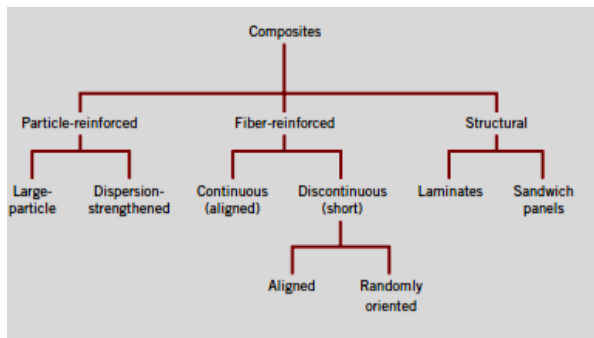 Composites
Particle-reinforced
Fiber-reinforced
Structural
Large-
particle
Dispersion-
strengthened
Continuous
(aligned)
Discontinuous
(short)
Laminates
Sandwich
panels
Aligned
Randomly
oriented